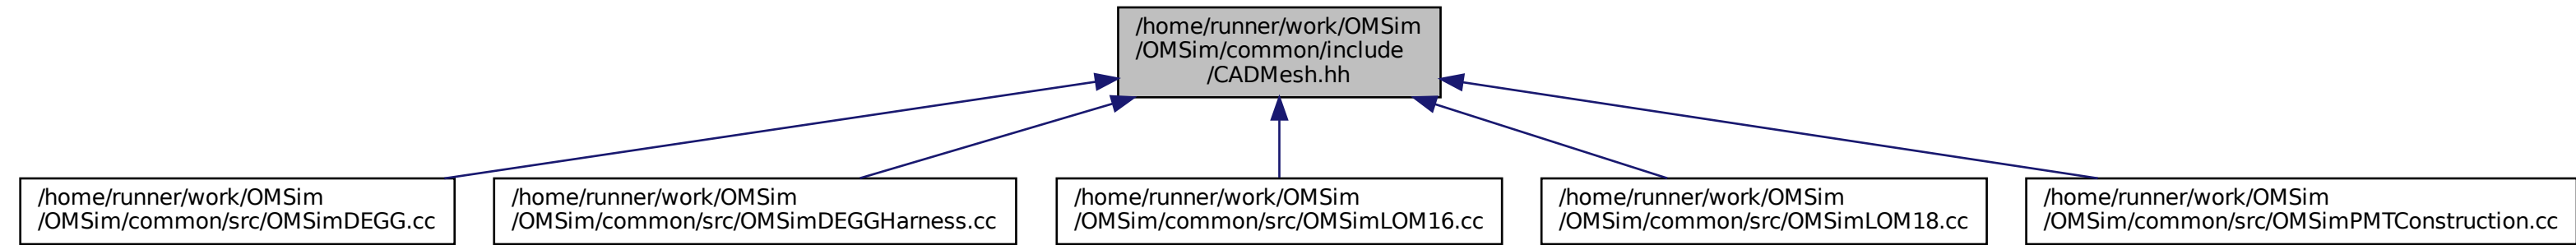 /home/runner/work/OMSim
/OMSim/common/include
/CADMesh.hh
/home/runner/work/OMSim
/OMSim/common/src/OMSimDEGG.cc
/home/runner/work/OMSim
/OMSim/common/src/OMSimDEGGHarness.cc
/home/runner/work/OMSim
/OMSim/common/src/OMSimLOM16.cc
/home/runner/work/OMSim
/OMSim/common/src/OMSimLOM18.cc
/home/runner/work/OMSim
/OMSim/common/src/OMSimPMTConstruction.cc